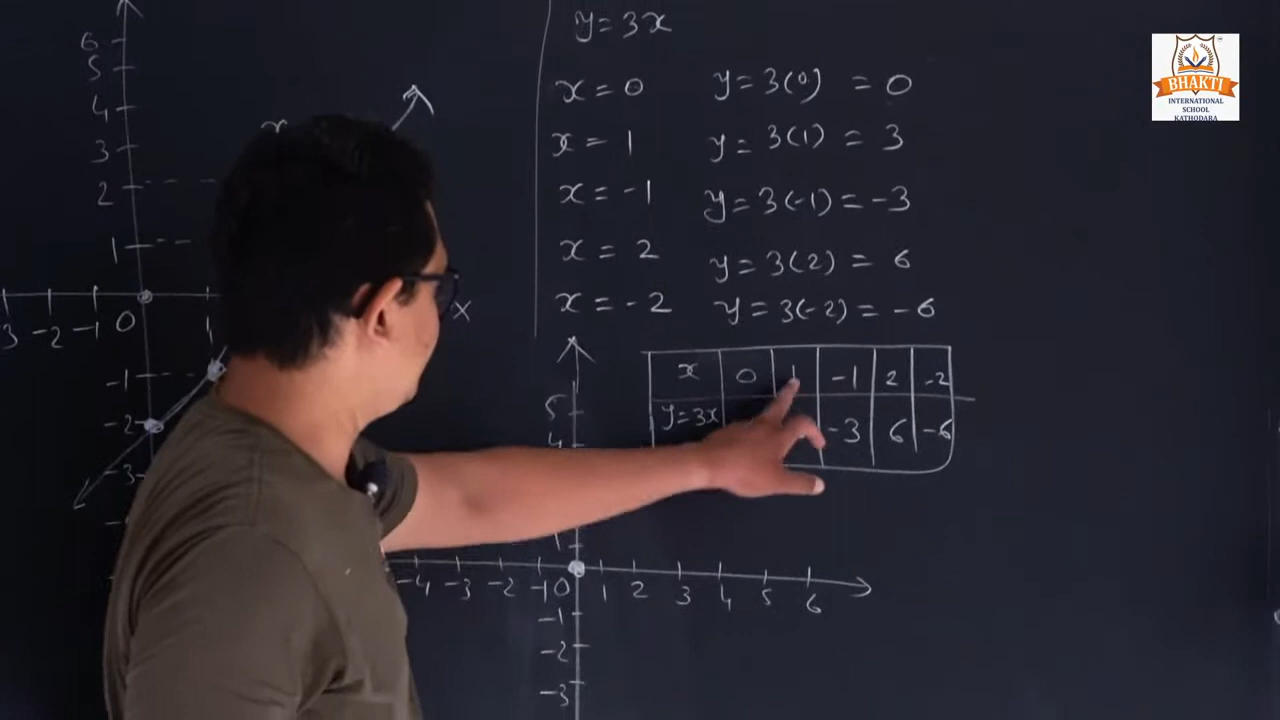 y = 3x
x = 0 y = 3(0) = 0
x = 1 y = 3(1) = 3
x = -1 y = 3(-1) = -3
x = 2 y = 3(2) = 6
x = -2 y = 3(-2) = -6
x 0 1 -1 2 -2
y = 3x -3 6 -6
6
5
4
3
2
1
3 -2 -1 0 1 X
-1
-2
-3
5
4
1
-4 -3 -2 -1 0 1 2 3 4 5 6
-1
-2
-3
BHAKTI
INTERNATIONAL
SCHOOL
KATHODARA